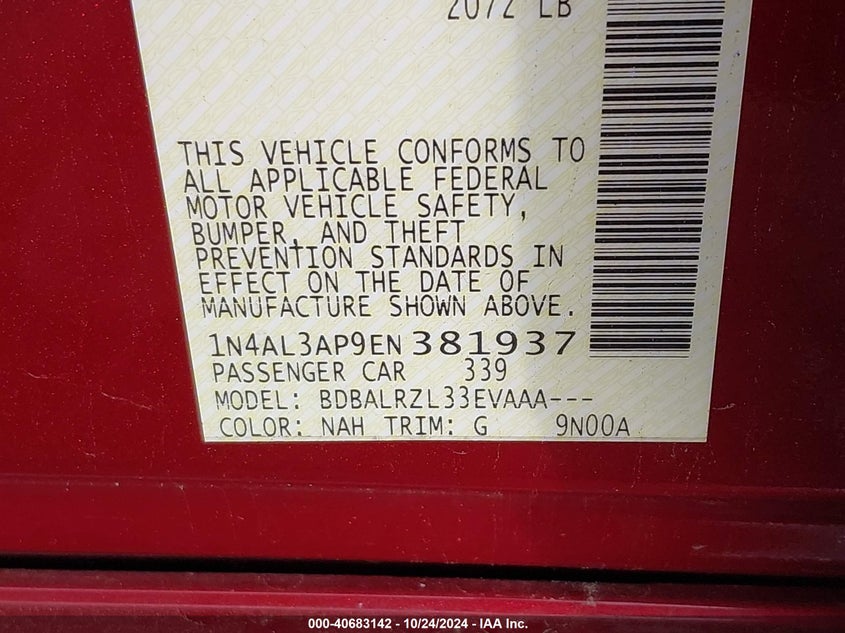 2072 LB
THIS VEHICLE CONFORMS TO
ALL APPLICABLE FEDERAL
MOTOR VEHICLE SAFETY,
BUMPER, AND THEFT
PREVENTION STANDARDS IN
EFFECT ON THE DATE OF
MANUFACTURE SHOWN ABOVE.
1N4AL3AP9EN 381937
PASSENGER CAR 339
MODEL: BDBALRZL33EVAAA---
COLOR: NAH TRIM: G 9N00A
000-40683142 - 10/24/2024 - IAA Inc.